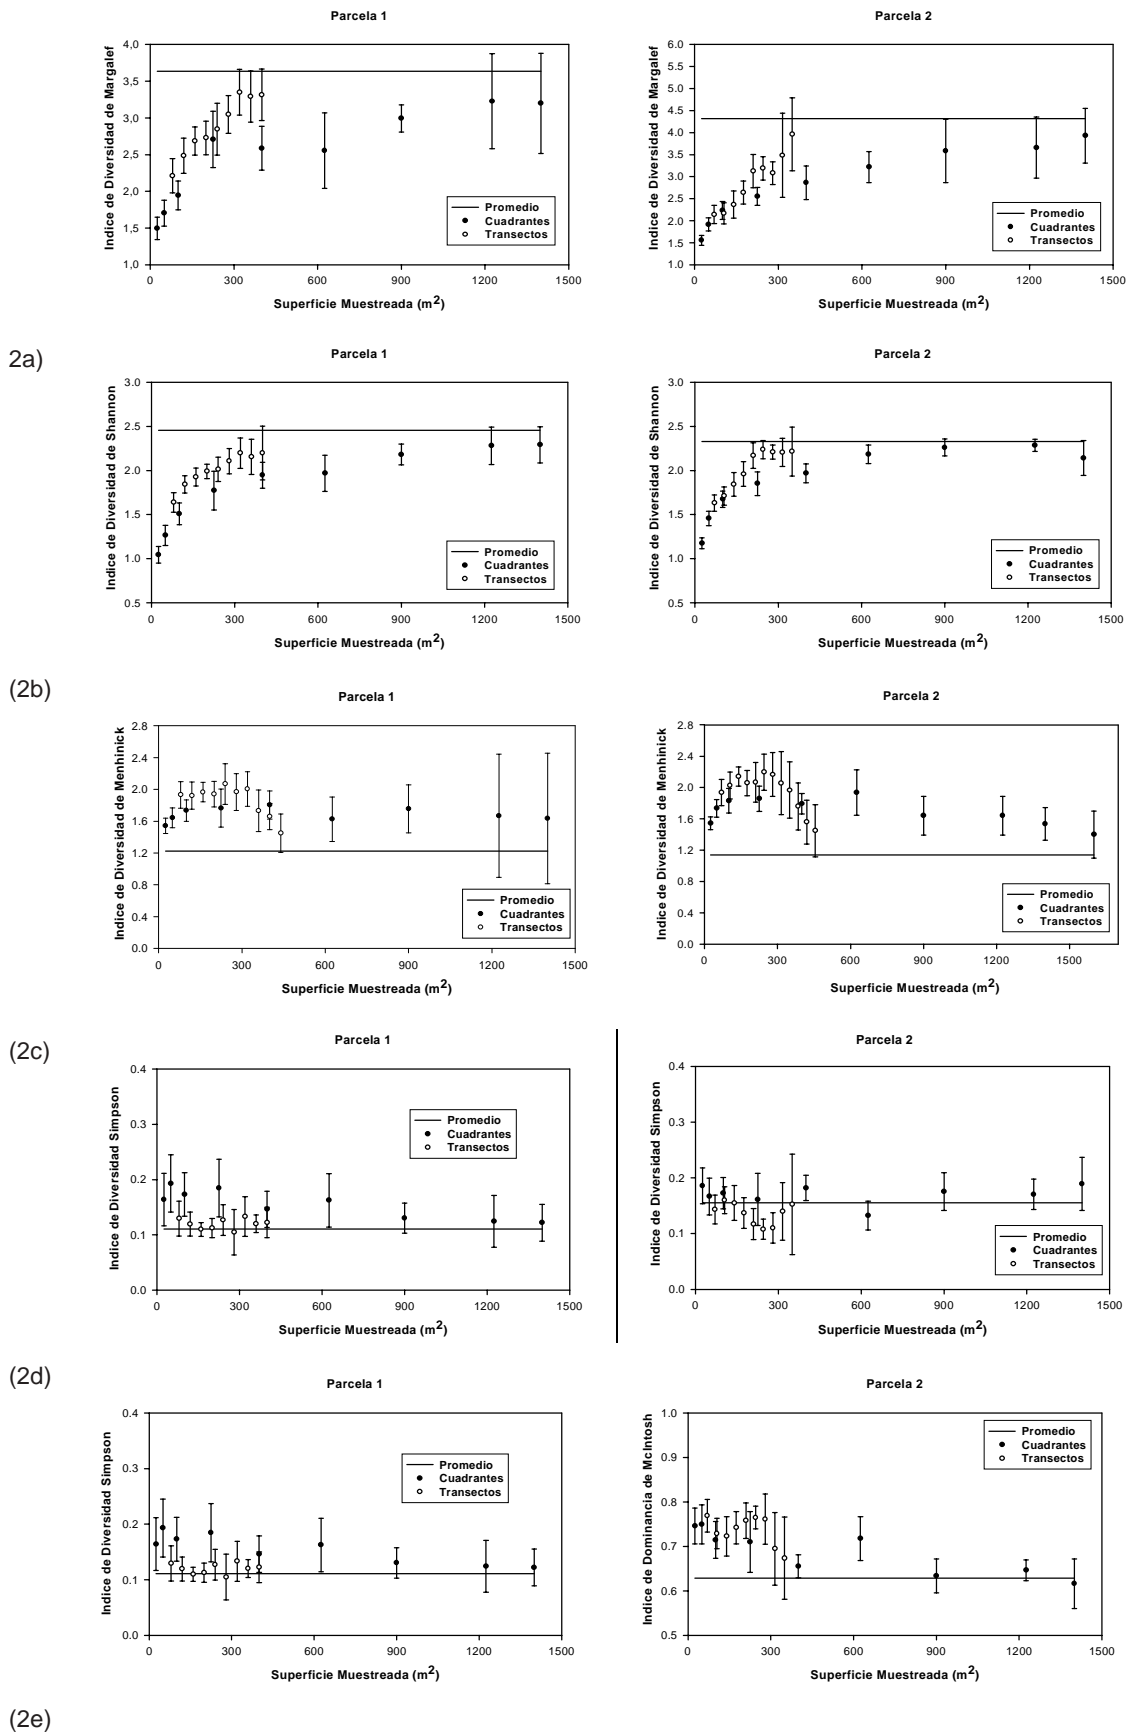 Parcela 1
Indice de Diversidad de Margalef
4,0
3.5
3.0
2.5
2.0
1.5
1,0
0 300 600 900 1200 1500
Superficie Muestreada (m2)
Promedio
Cuadrantes
Transectos
Parcela 2
Indice de Diversidad de Margalef
6.0
5.5
5.0
4.5
4.0
3.5
3.0
2.5
2.0
1.5
1.0
0 300 600 900 1200 1500
Superficie Muestreada (m2)
Promedio
Cuadrantes
Transectos
2a)
Parcela 1
Indice de Diversidad de Shannon
3.0
2.5
2.0
1.5
1.0
0.5
0 300 600 900 1200 1500
Superficie Muestreada (m2)
Promedio
Cuadrantes
Transectos
Parcela 2
Indice de Diversidad de Shannon
3.0
2.5
2.0
1.5
1.0
0.5
0 300 600 900 1200 1500
Superficie Muestreada (m2)
Promedio
Cuadrantes
Transectos
(2b)
Parcela 1
Indice de Diversidad de Menhinick
2.8
2.4
2.0
1.6
1.2
0.8
0.4
0.0
0 300 600 900 1200 1500
Superficie Muestreada (m2)
Promedio
Cuadrantes
Transectos
Parcela 2
Indice de Diversidad de Menhinick
2.8
2.4
2.0
1.6
1.2
0.8
0.4
0.0
0 300 600 900 1200 1500
Superficie Muestreada (m2)
Promedio
Cuadrantes
Transectos
(2c)
Parcela 1
Indice de Diversidad Simpson
0.4
0.3
0.2
0.1
0.0
0 300 600 900 1200 1500
Superficie Muestreada (m2)
Promedio
Cuadrantes
Transectos
Parcela 2
Indice de Diversidad Simpson
0.4
0.3
0.2
0.1
0.0
0 300 600 900 1200 1500
Superficie Muestreada (m2)
Promedio
Cuadrantes
Transectos
(2d)
Parcela 1
Indice de Diversidad Simpson
0.4
0.3
0.2
0.1
0.0
0 300 600 900 1200 1500
Superficie Muestreada (m2)
Promedio
Cuadrantes
Transectos
Parcela 2
Indice de Dominancia de McIntosh
1.0
0.9
0.8
0.7
0.6
0.5
0 300 600 900 1200 1500
Superficie Muestreada (m2)
Promedio
Cuadrantes
Transectos
(2e)